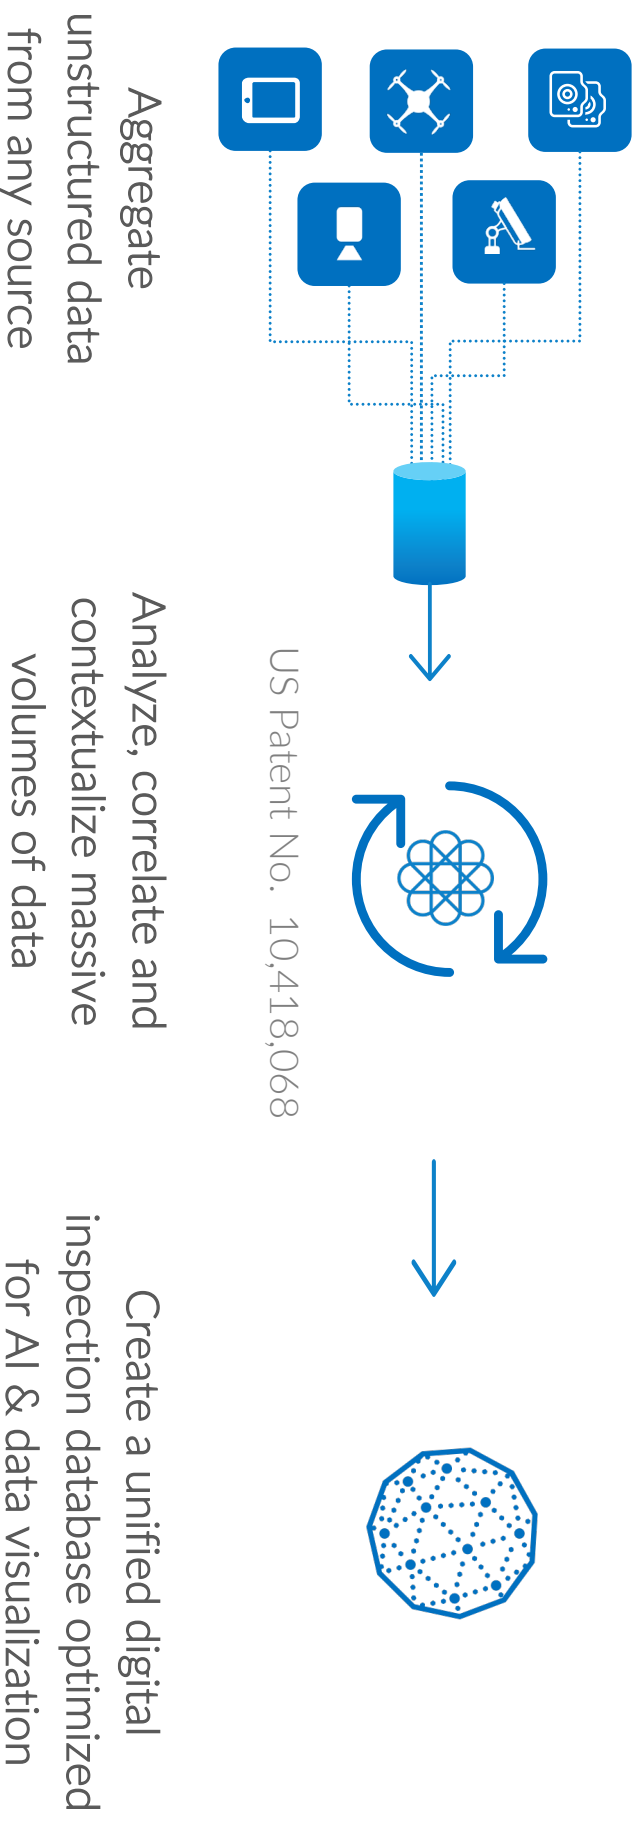 Aggregate
unstructured data
from any source
US Patent No. 10,418,068
Analyze, correlate and
contextualize massive
volumes of data
Create a unified digital
inspection database optimized
for AI & data visualization